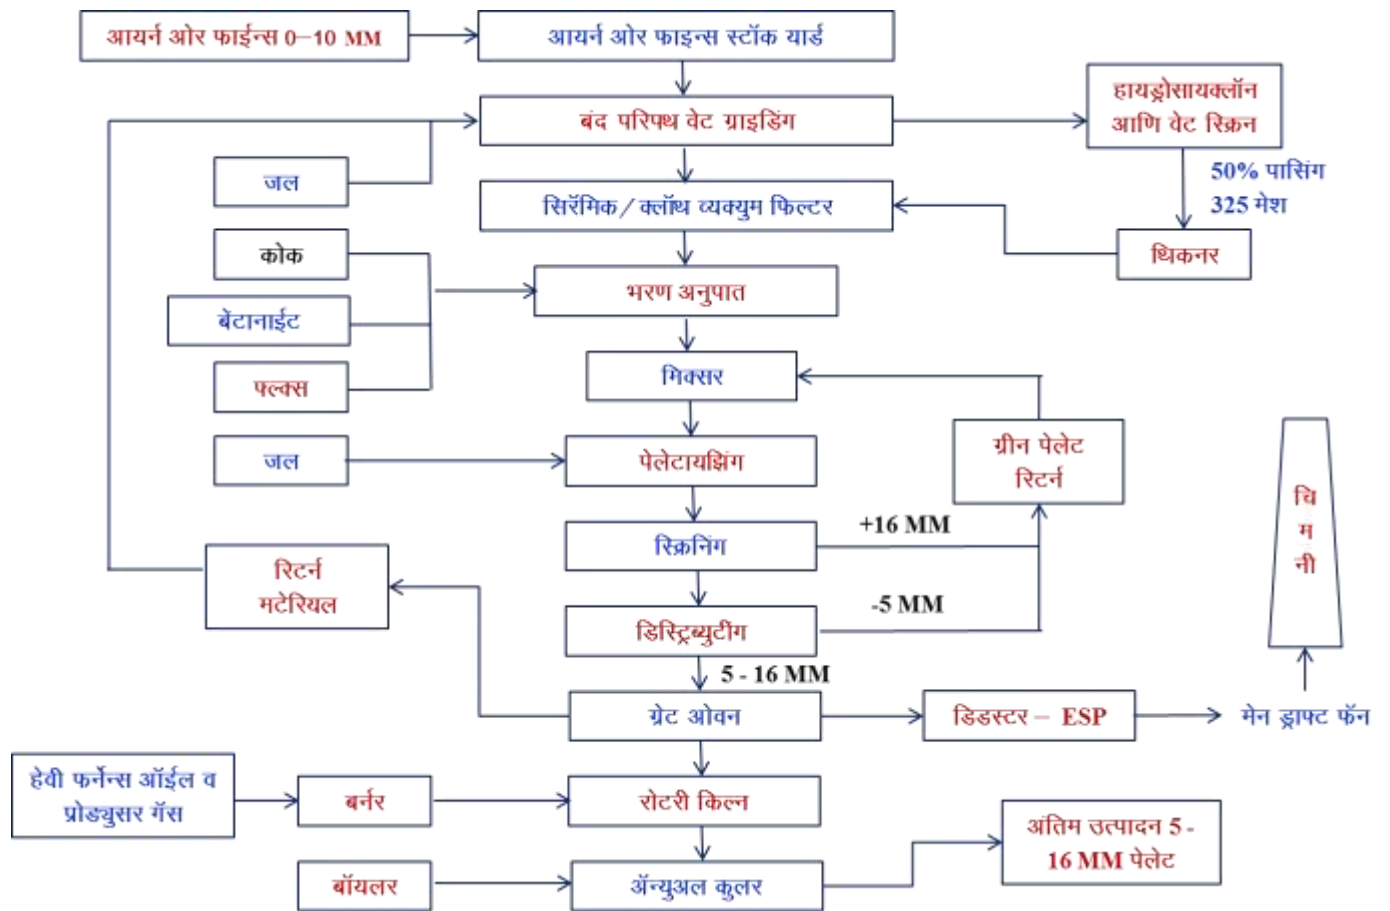 आयर्न ओर फाईन्स 0–10 MM
आयर्न ओर फाइन्स स्टॉक यार्ड
बंद परिपथ वेट ग्राइडिंग
हायड्रोसायक्लॉन
आणि वेट स्क्रिन
जल
50% पासिंग
325 मेश
सिरॅमिक/क्लॉथ व्यक्युम फिल्टर
कोक
थिकनर
भरण अनुपात
बेंटानाईट
मिक्सर
फ्ल्क्स
जल
पेलेटायझिंग
ग्रीन पेलेट
रिटर्न
चि
म
नी
+16 MM
स्क्रिनिंग
रिटर्न
मटेरियल
-5 MM
डिस्ट्रिब्युटींग
5 - 16 MM
ग्रेट ओवन
डिडस्टर – ESP
मेन ड्राफ्ट फॅन
हेवी फर्नेन्स ऑईल व
प्रोड्युसर गॅस
बर्नर
रोटरी किल्न
अंतिम उत्पादन 5 -
16 MM पेलेट
बॉयलर
ॲन्युअल कुलर